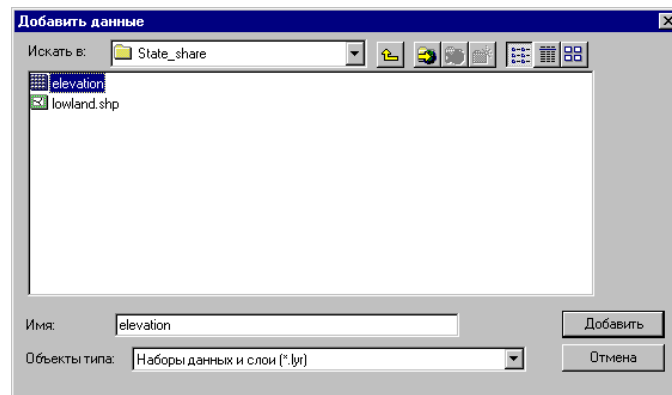 Добавить данные
Искать в: State_share
elevation
lowland.shp
Имя: elevation
Добавить
Объекты типа: Наборы данных и слои (*.lyr)
Отмена